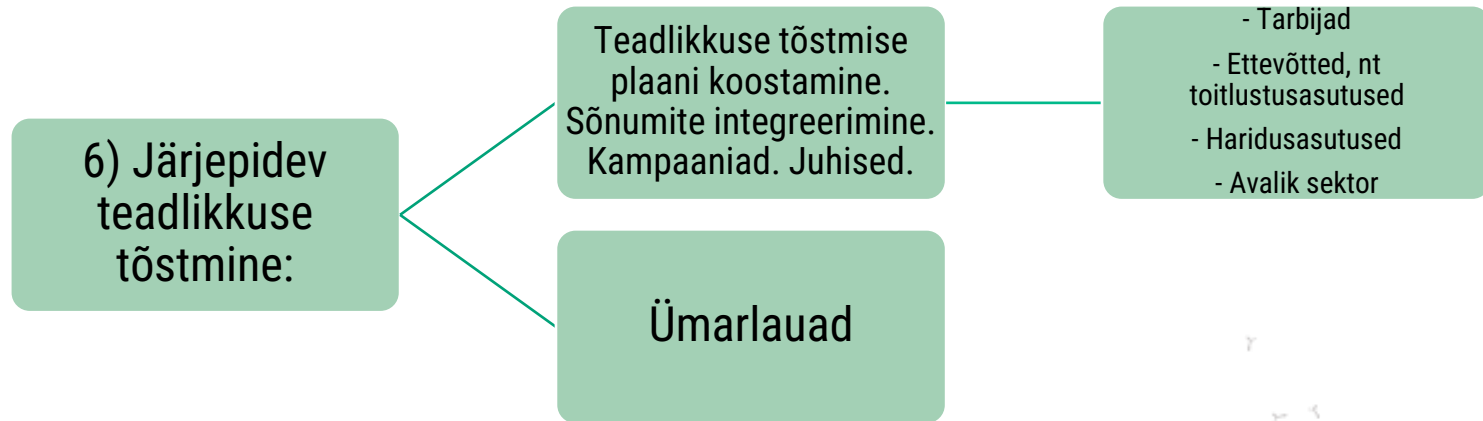 6) Järjepidev
teadlikkuse
tõstmine:
Teadlikkuse tõstmise
plaani koostamine.
Sõnumite integreerimine.
Kampaaniad. Juhised.
- Tarbijad
- Ettevõtted, nt
toitlustusasutused
- Haridusasutused
- Avalik sektor
Ümarlauad